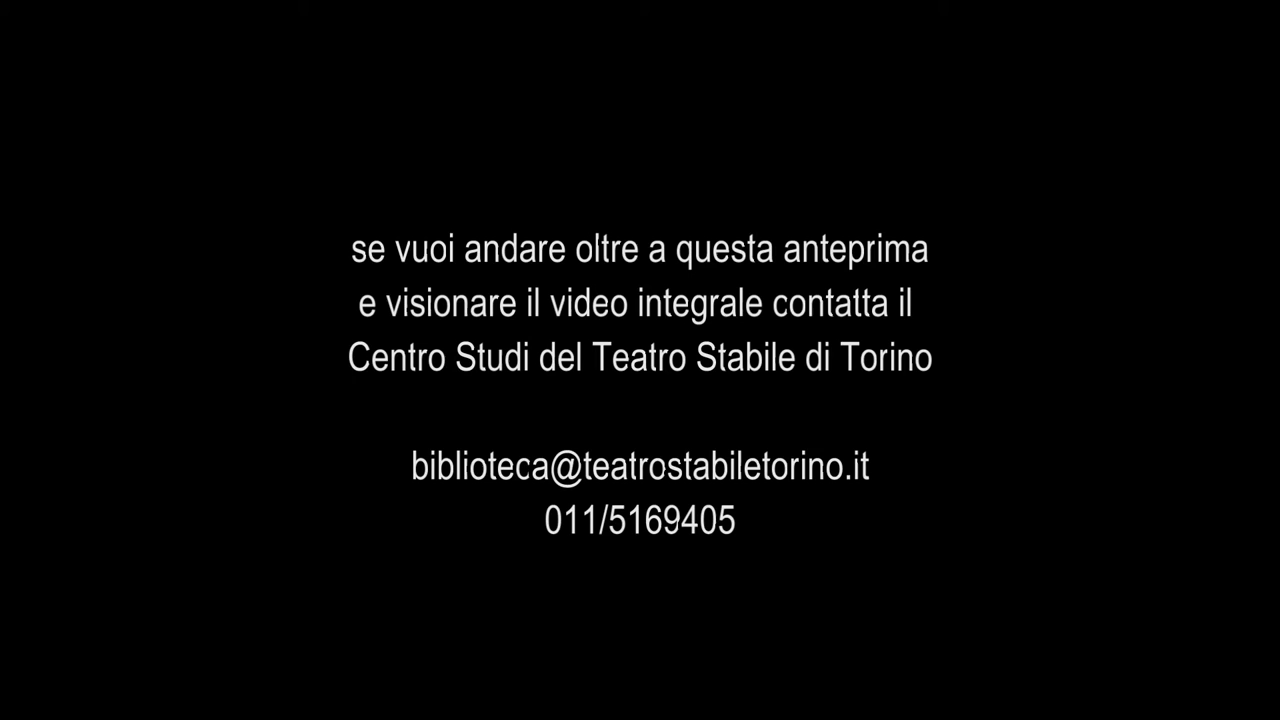 se vuoi andare oltre a questa anteprima
e visionare il video integrale contatta il
Centro Studi del Teatro Stabile di Torino
biblioteca@teatrostabiletorino.it
011/5169405